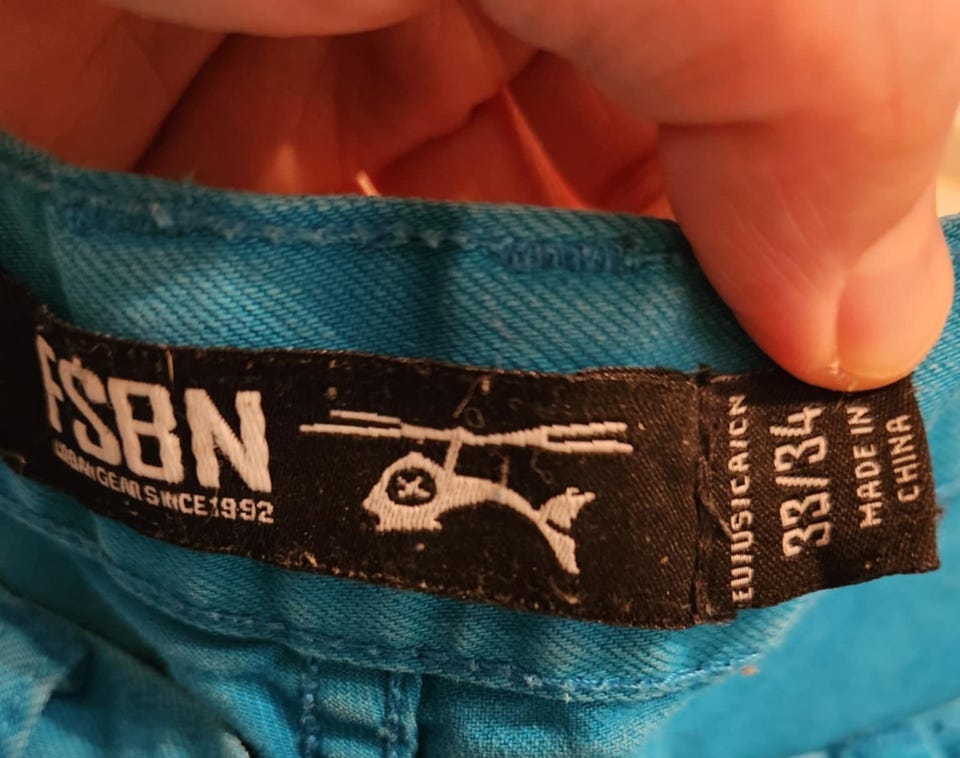 FSBN
URBAN GEAR SINCE 1992
EU/US/CA/CN
33/34
MADE IN
CHINA